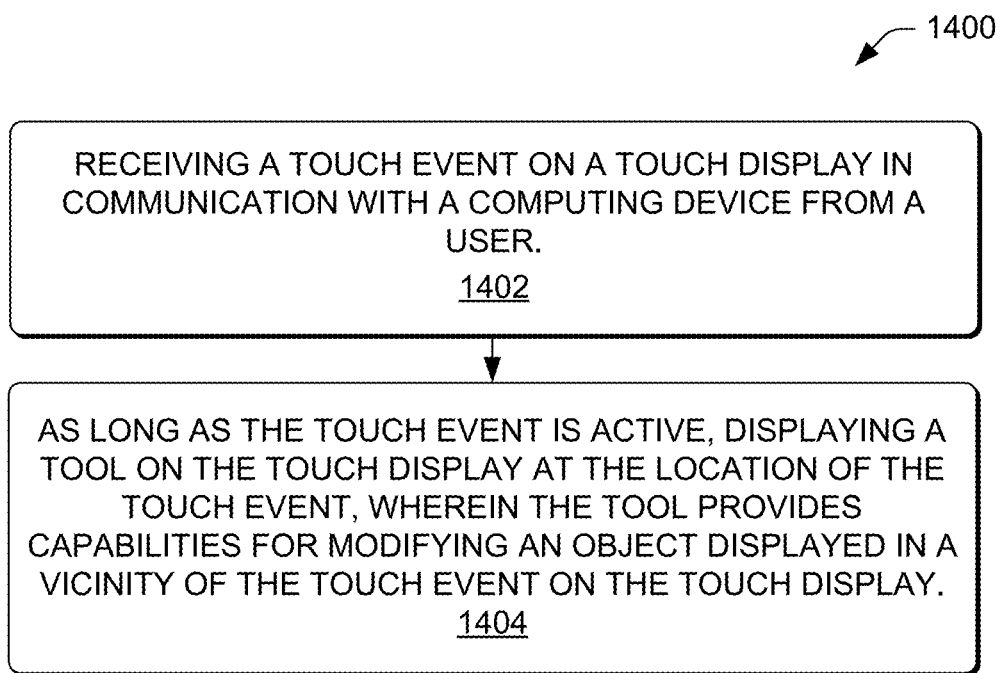 1400
RECEIVING A TOUCH EVENT ON A TOUCH DISPLAY IN
COMMUNICATION WITH A COMPUTING DEVICE FROM A
USER.
1402
AS LONG AS THE TOUCH EVENT IS ACTIVE, DISPLAYING A
TOOL ON THE TOUCH DISPLAY AT THE LOCATION OF THE
TOUCH EVENT, WHEREIN THE TOOL PROVIDES
CAPABILITIES FOR MODIFYING AN OBJECT DISPLAYED IN A
VICINITY OF THE TOUCH EVENT ON THE TOUCH DISPLAY.
1404